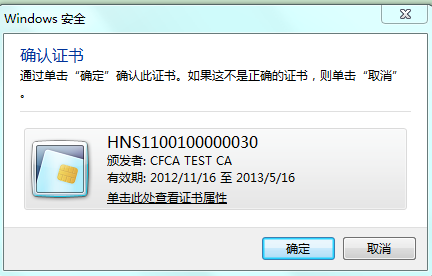 Windows 安全
确认证书
通过单击“确定”确认此证书。如果这不是正确的证书，则单击“取消”
。
HNS1100100000030
颁发者: CFCA TEST CA
有效期: 2012/11/16 至 2013/5/16
单击此处查看证书属性
确定
取消